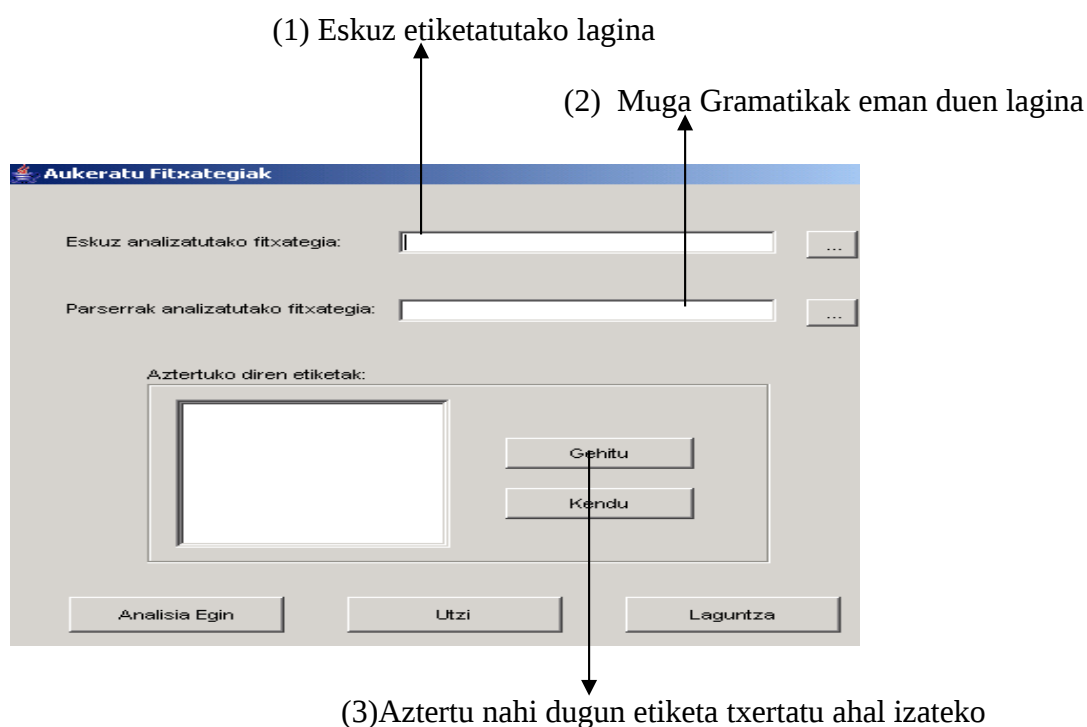 (1) Eskuz etiketatutako lagina
(2) Muga Gramatikak eman duen lagina
Aukeratu Fitxategiak
Eskuz analizatutako fitxategia:
...
Parserrak analizatutako fitxategia:
...
Aztertuko diren etiketak:
Gehitu
Kendu
Analisia Egin Utzi Laguntza
(3)Aztertu nahi dugun etiketa txertatu ahal izateko